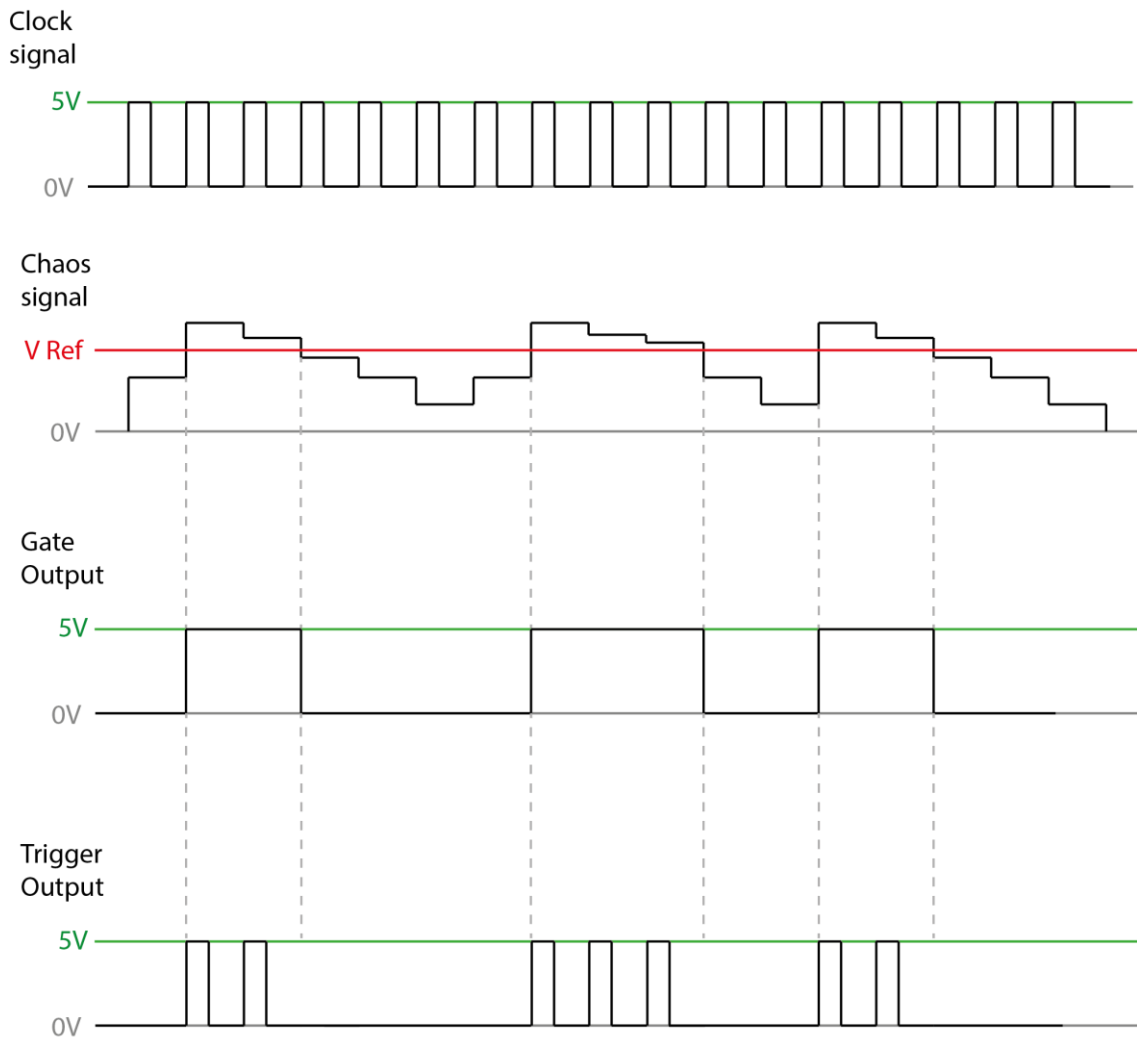 Clock
signal
5V
0V
Chaos
signal
V Ref
0V
Gate
Output
5V
0V
Trigger
Output
5V
0V